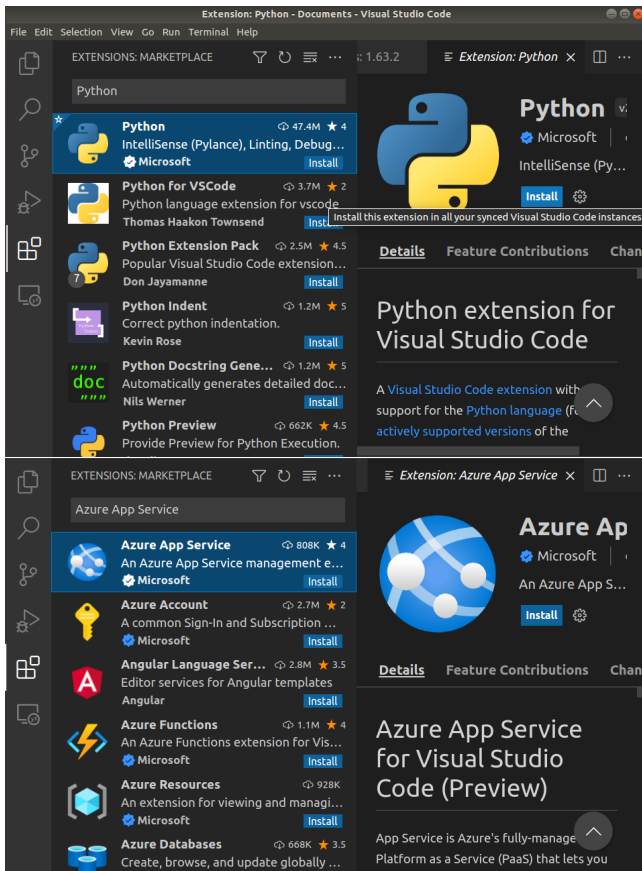 Extension: Python - Documents - Visual Studio Code
File Edit Selection View Go Run Terminal Help
EXTENSIONS: MARKETPLACE
Python
Python 47.4M ★ 4
IntelliSense (Pylance), Linting, Debug...
Microsoft Install
Python for VSCode 3.7M ★ 2
Python language extension for vscode
Thomas Haakon Townsend
Python Extension Pack 2.5M ★ 4.5
Popular Visual Studio Code extension...
7
Don Jayamanne Install
Python Indent 1.2M ★ 5
Correct python indentation.
Kevin Rose Install
Python Docstring Gene... 1.2M ★ 5
Automatically generates detailed doc...
"""
doc
"""
Nils Werner Install
Python Preview 662K ★ 4.5
Provide Preview for Python Execution.
: 1.63.2
Extension: Python
Python
Microsoft
IntelliSense (Py...
Install
Install this extension in all your synced Visual Studio Code instances
Details Feature Contributions Chan
Python extension for
Visual Studio Code
A Visual Studio Code extension with
support for the Python language
actively supported versions of the
EXTENSIONS: MARKETPLACE
Azure App Service
Azure App Service 808K ★ 4
An Azure App Service management e...
Microsoft Install
Azure Account 2.7M ★ 2
A common Sign-In and Subscription ...
Microsoft Install
Angular Language Ser... 2.8M ★ 3.5
Editor services for Angular templates
A
Angular Install
Azure Functions 1.1M ★ 4
An Azure Functions extension for Vis...
Microsoft Install
Azure Resources 928K
An extension for viewing and managi...
Microsoft Install
Azure Databases 668K ★ 3.5
Create, browse, and update globally ...
Extension: Azure App Service
Azure Ap
Microsoft
An Azure App S...
Install
Details Feature Contributions Chan
Azure App Service
for Visual Studio
Code (Preview)
App Service is Azure's fully-manage
Platform as a Service (PaaS) that lets you